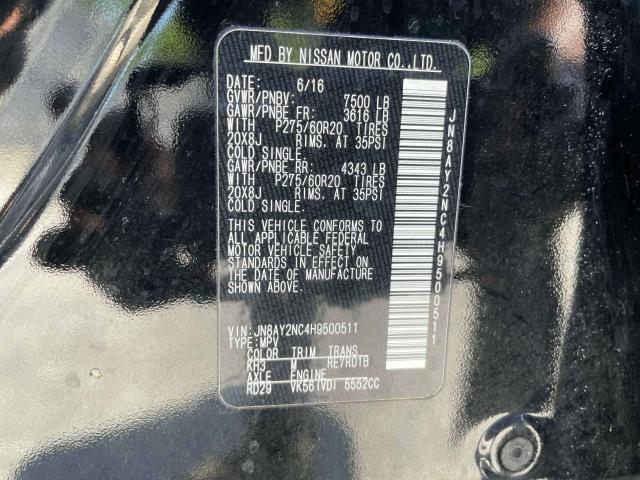 MFD BY NISSAN MOTOR CO.,LTD.
DATE: 6/16
GVWR/PNBV: 7500 LB
GAWR/PNBE FR: 3616 LB
WITH P275/60R20 TIRES
20X8J RIMS. AT 35PSI
COLD SINGLE.
GAWR/PNBE RR: 4343 LB
WITH P275/60R20 TIRES
20X8J RIMS. AT 35PSI
COLD SINGLE.
THIS VEHICLE CONFORMS TO
ALL APPLICABLE FEDERAL
MOTOR VEHICLE SAFETY
STANDARDS IN EFFECT ON
THE DATE OF MANUFACTURE
SHOWN ABOVE.
VIN: JN8AY2NC4H9500511
TYPE: MPV
COLOR TRIM TRANS
KH3 M RE7R01B
AXLE ENGINE
RD29 VK56(VD) 5552CC
JN8AY2NC4H9500511